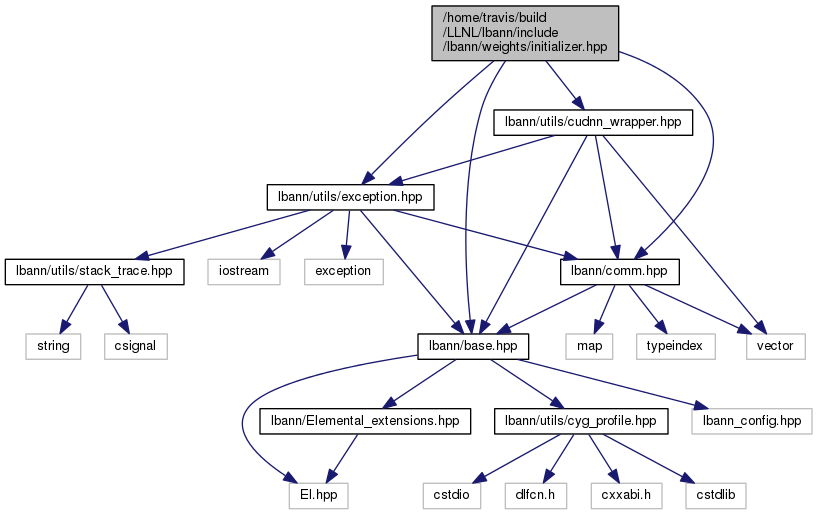 /home/travis/build
/LLNL/lbann/include
/lbann/weights/initializer.hpp
lbann/utils/cudnn_wrapper.hpp
lbann/utils/exception.hpp
lbann/utils/stack_trace.hpp
iostream
exception
lbann/comm.hpp
string
csignal
lbann/base.hpp
map
typeindex
vector
lbann/Elemental_extensions.hpp
lbann/utils/cyg_profile.hpp
lbann_config.hpp
El.hpp
cstdio
dlfcn.h
cxxabi.h
cstdlib